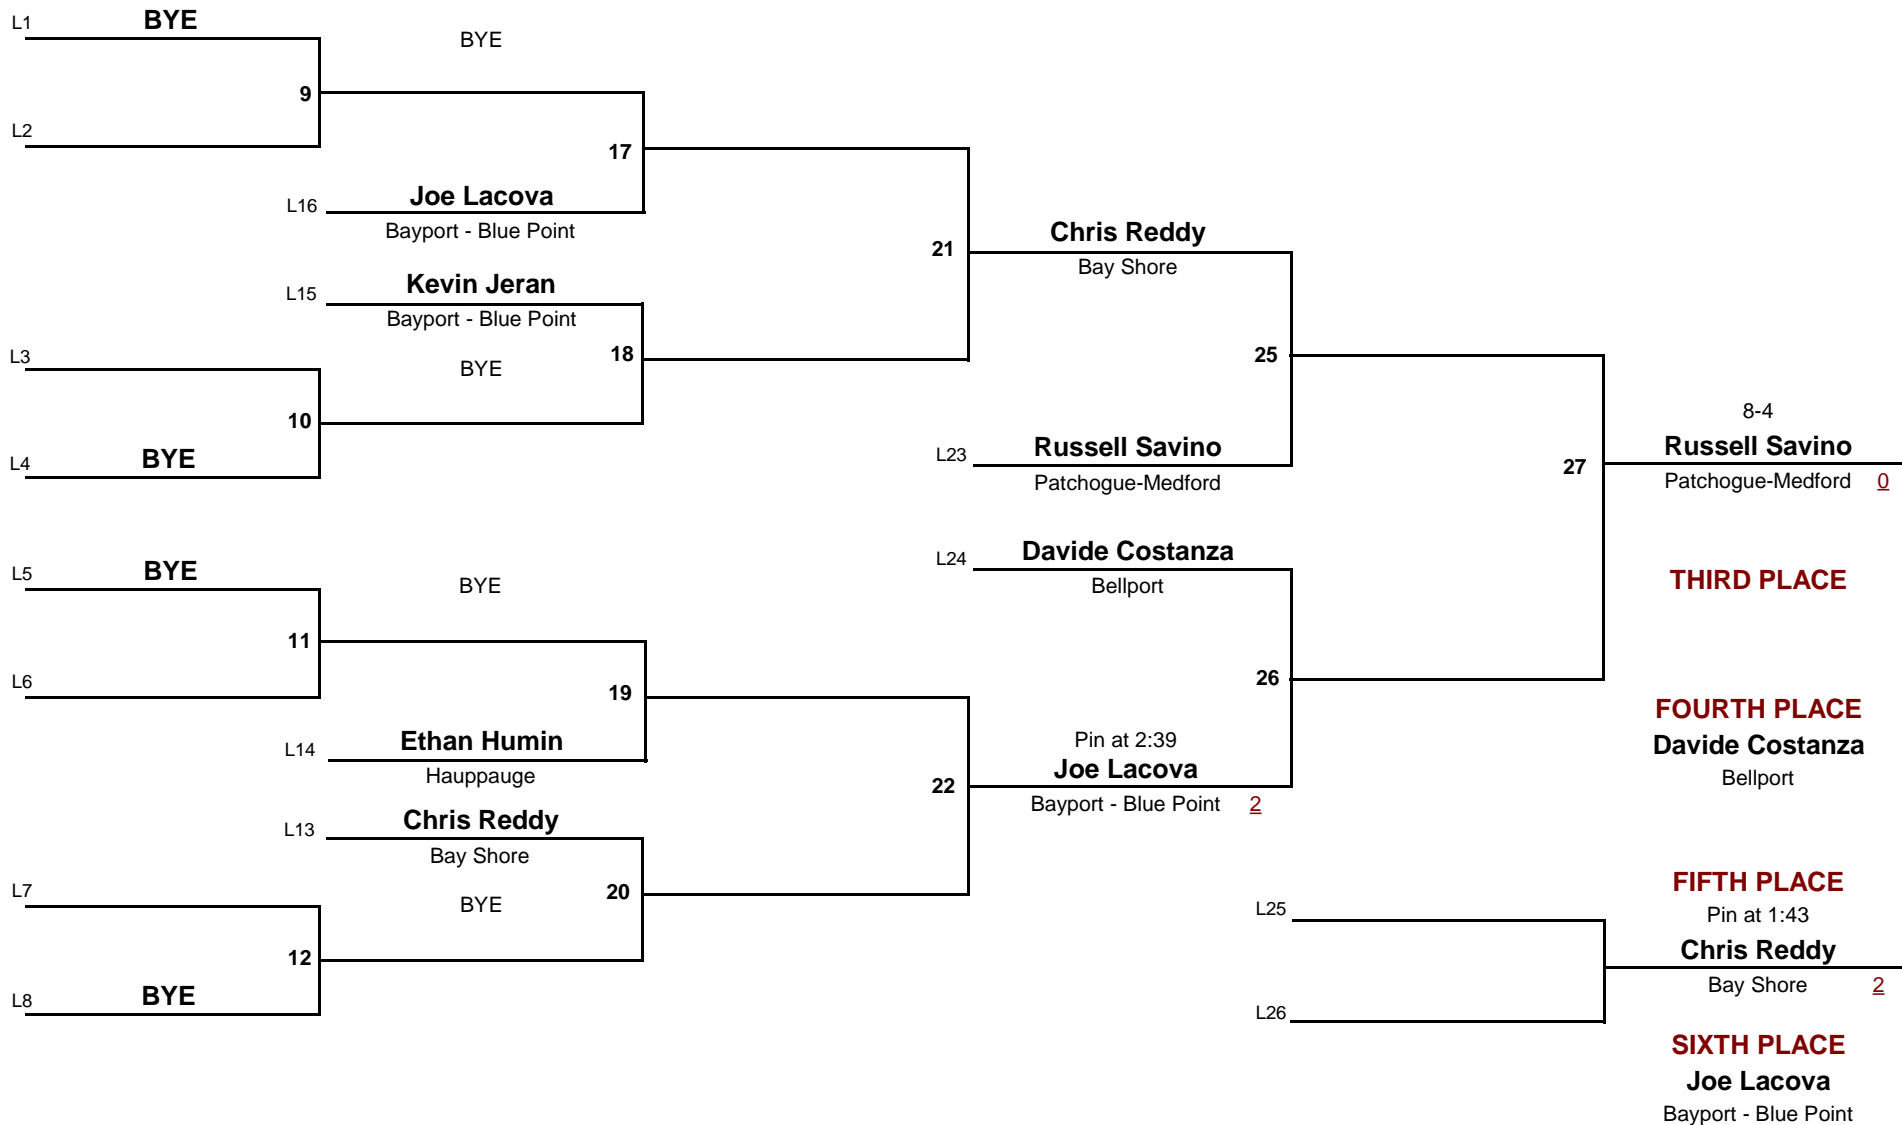 L1 BYE
BYE
9
L2
17
L16 Joe Lacova
Bayport - Blue Point
21
Chris Reddy
Bay Shore
L15 Kevin Jeran
Bayport - Blue Point
L3
BYE
18
25
10
L4 BYE
L23 Russell Savino
Patchogue-Medford
27
8-4
Russell Savino
Patchogue-Medford 0
L24 Davide Costanza
Bellport
THIRD PLACE
L5 BYE
BYE
11
L6
19
26
L14 Ethan Humin
Hauppauge
22
Pin at 2:39
Joe Lacova
Bayport - Blue Point 2
FOURTH PLACE
Davide Costanza
Bellport
L13 Chris Reddy
Bay Shore
L7
BYE
20
12
L8 BYE
L25
FIFTH PLACE
Pin at 1:43
Chris Reddy
Bay Shore 2
L26
SIXTH PLACE
Joe Lacova
Bayport - Blue Point